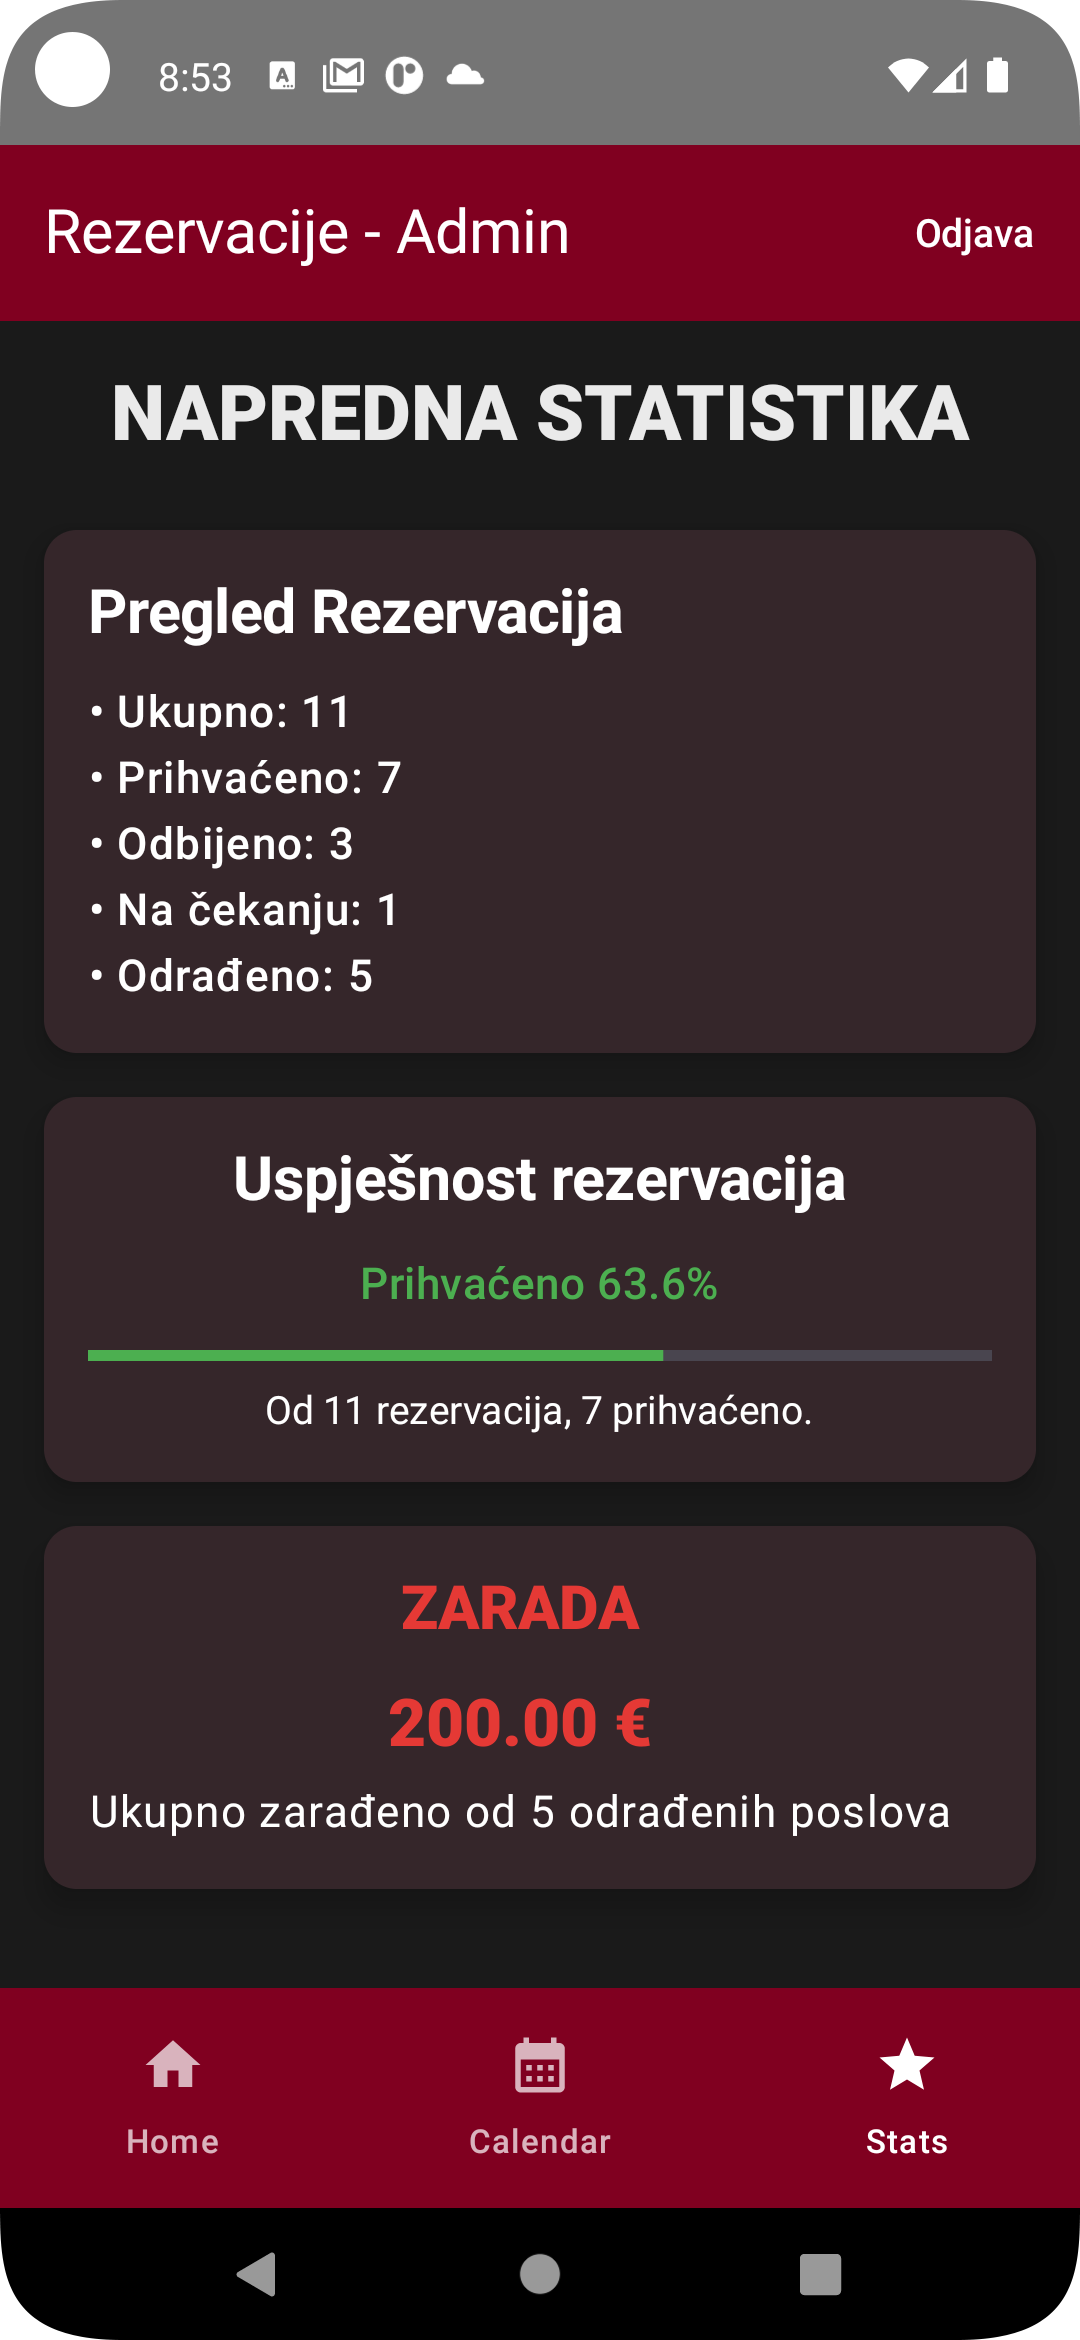 8:53
Rezervacije - Admin
Odjava
NAPREDNA STATISTIKA
Pregled Rezervacija
• Ukupno: 11
• Prihvaćeno: 7
• Odbijeno: 3
• Na čekanju: 1
• Odrađeno: 5
Uspješnost rezervacija
Prihvaćeno 63.6%
Od 11 rezervacija, 7 prihvaćeno.
ZARADA
200.00 €
Ukupno zarađeno od 5 odrađenih poslova
Home
Calendar
Stats